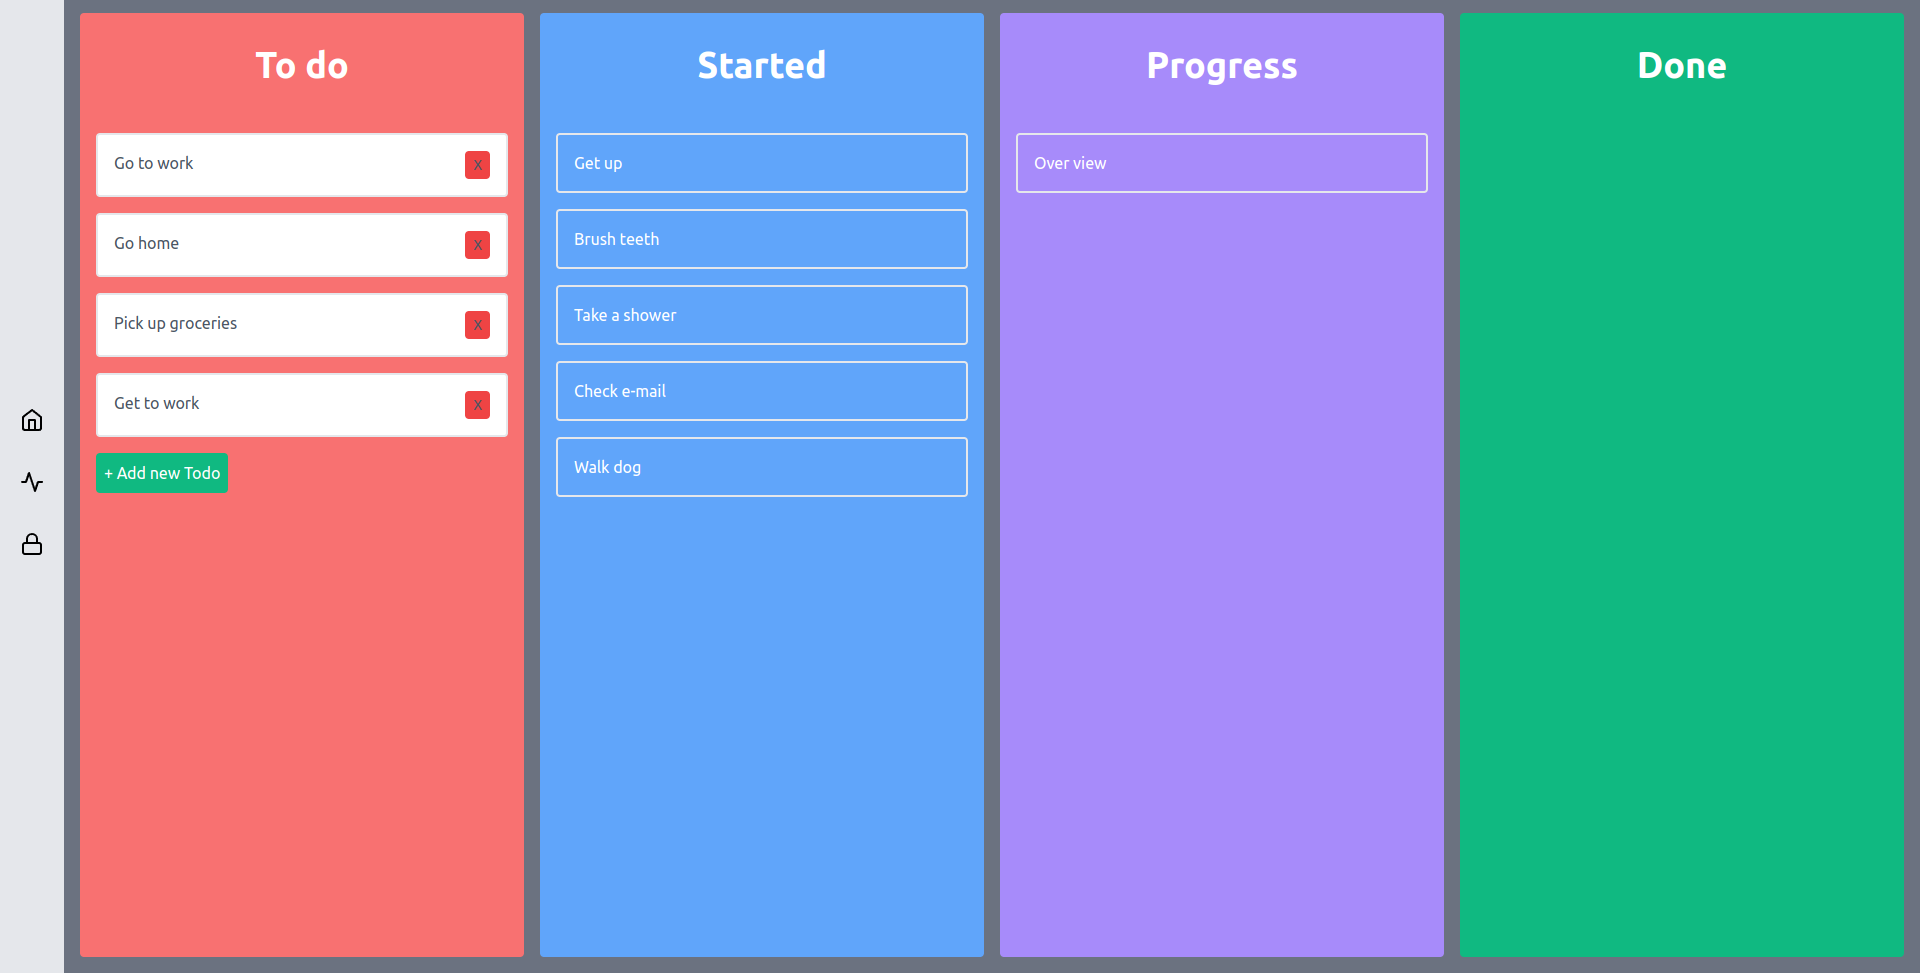 To do
Go to work
X
Go home
X
Pick up groceries
X
Get to work
X
+ Add new Todo
Started
Get up
Brush teeth
Take a shower
Check e-mail
Walk dog
Progress
Over view
Done